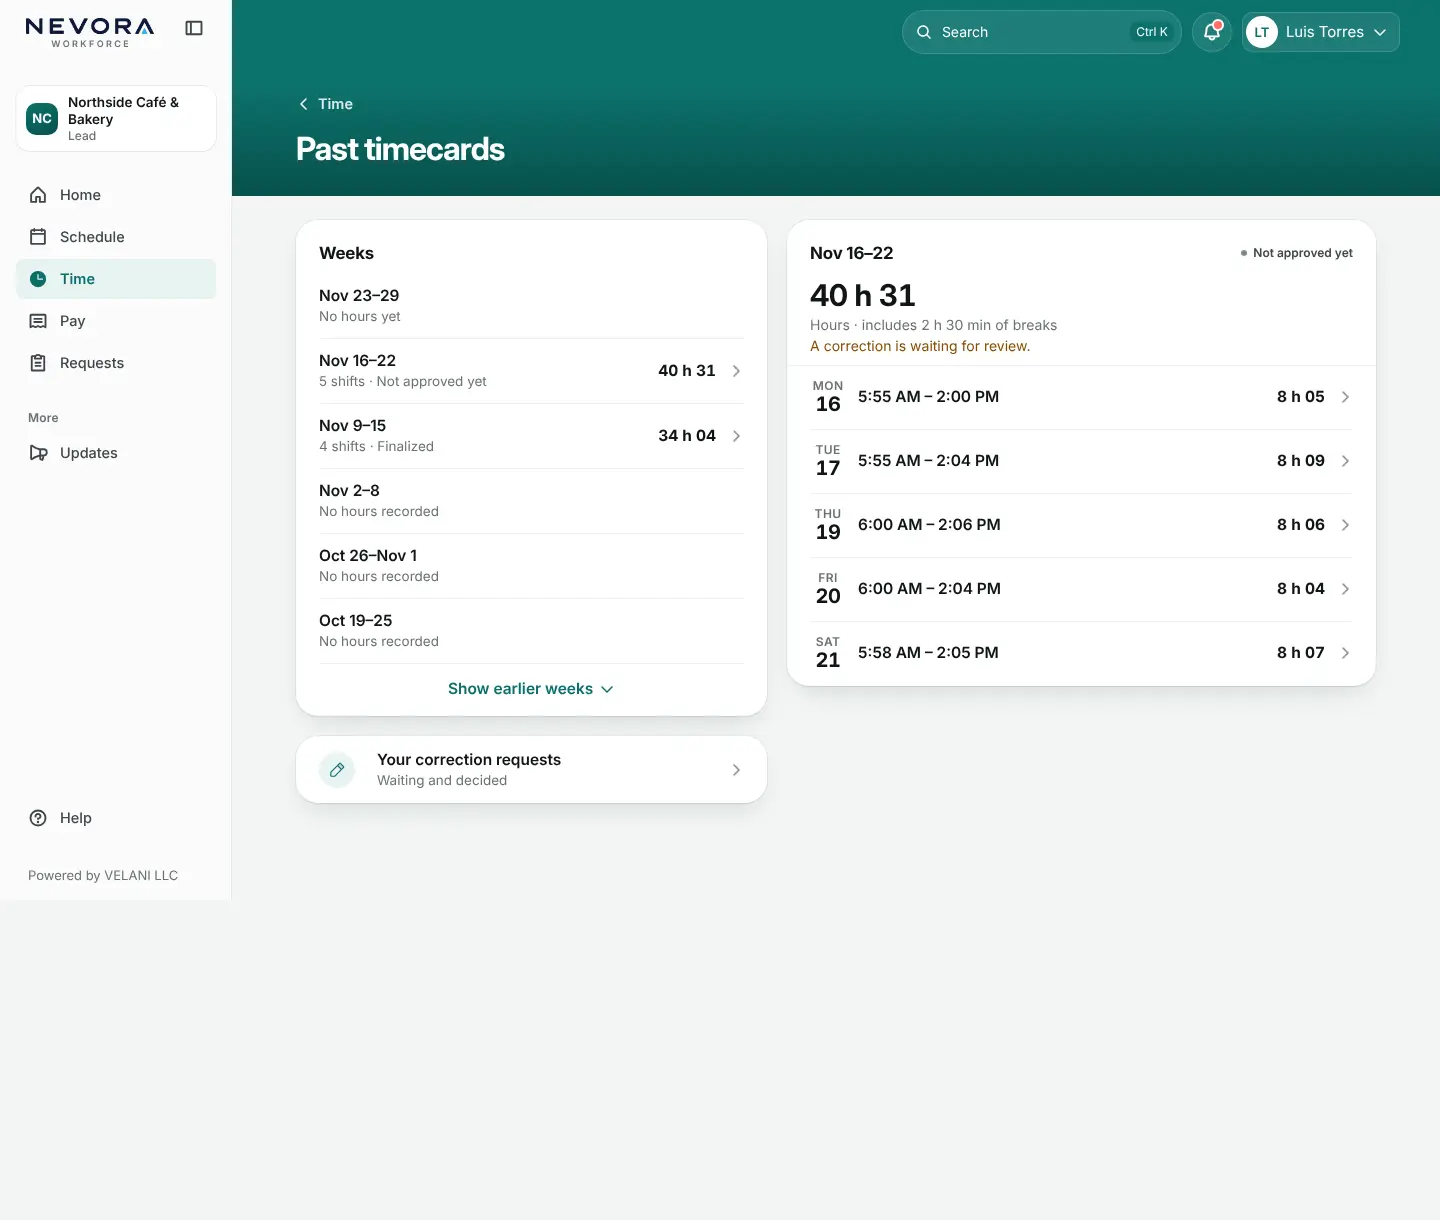 NEVORA
WORKFORCE
Search
Ctrl K
LT
Luis Torres
NC
Northside Café &
Bakery
Lead
Home
Schedule
Time
Pay
Requests
More
Updates
Help
Powered by VELANI LLC
Time
Past timecards
Weeks
Nov 23–29
No hours yet
Nov 16–22
5 shifts · Not approved yet
40 h 31
Nov 9–15
4 shifts · Finalized
34 h 04
Nov 2–8
No hours recorded
Oct 26–Nov 1
No hours recorded
Oct 19–25
No hours recorded
Show earlier weeks
Your correction requests
Waiting and decided
Nov 16–22
Not approved yet
40 h 31
Hours · includes 2 h 30 min of breaks
A correction is waiting for review.
MON
16
5:55 AM – 2:00 PM
8 h 05
TUE
17
5:55 AM – 2:04 PM
8 h 09
THU
19
6:00 AM – 2:06 PM
8 h 06
FRI
20
6:00 AM – 2:04 PM
8 h 04
SAT
21
5:58 AM – 2:05 PM
8 h 07